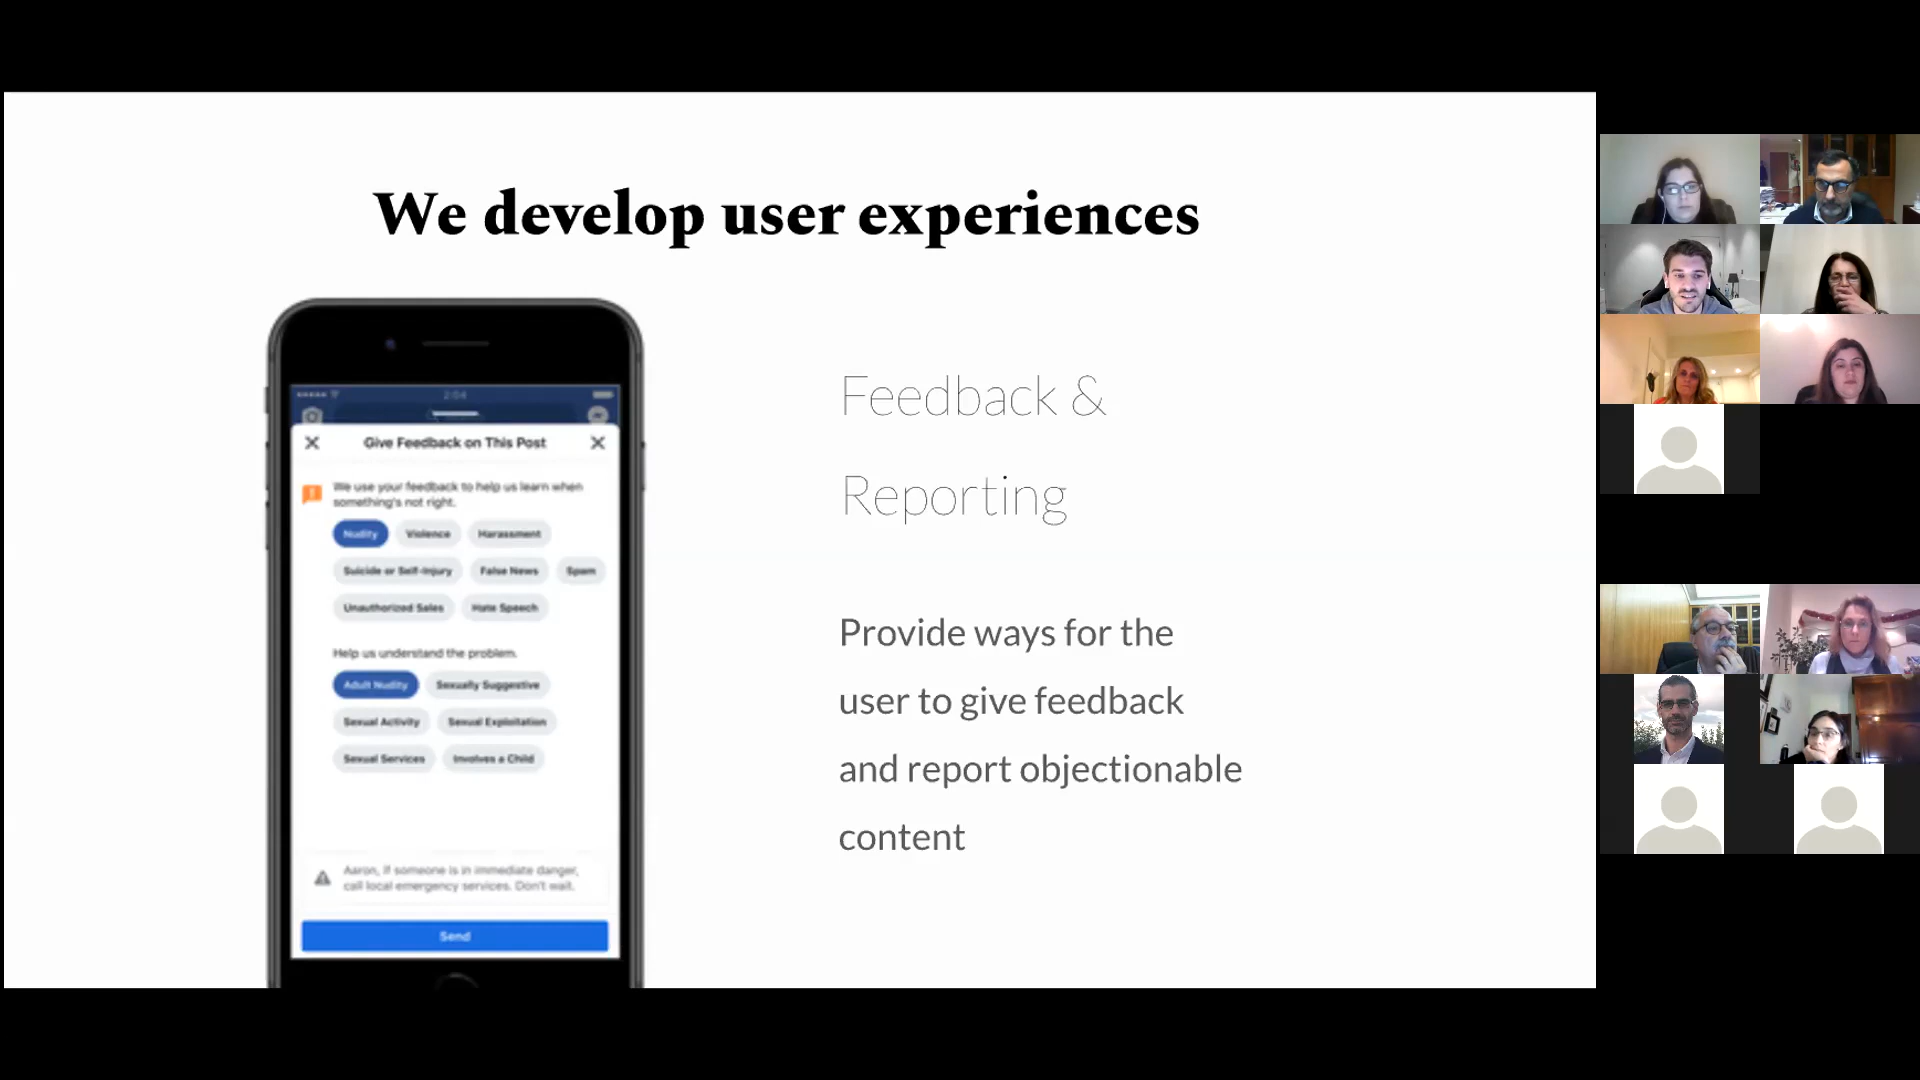 We develop user experiences
2:04
Give Feedback on This Post
We use your feedback to help us learn when
something's not right.
Nudity Violence Harassment
Suicide or Self-Injury False News Spam
Unauthorized Sales Hate Speech
Help us understand the problem.
Adult Nudity Sexually Suggestive
Sexual Activity Sexual Exploitation
Sexual Services Involves a Child
Aaron, if someone is in immediate danger,
call local emergency services. Don't wait.
Send
Feedback &
Reporting
Provide ways for the
user to give feedback
and report objectionable
content